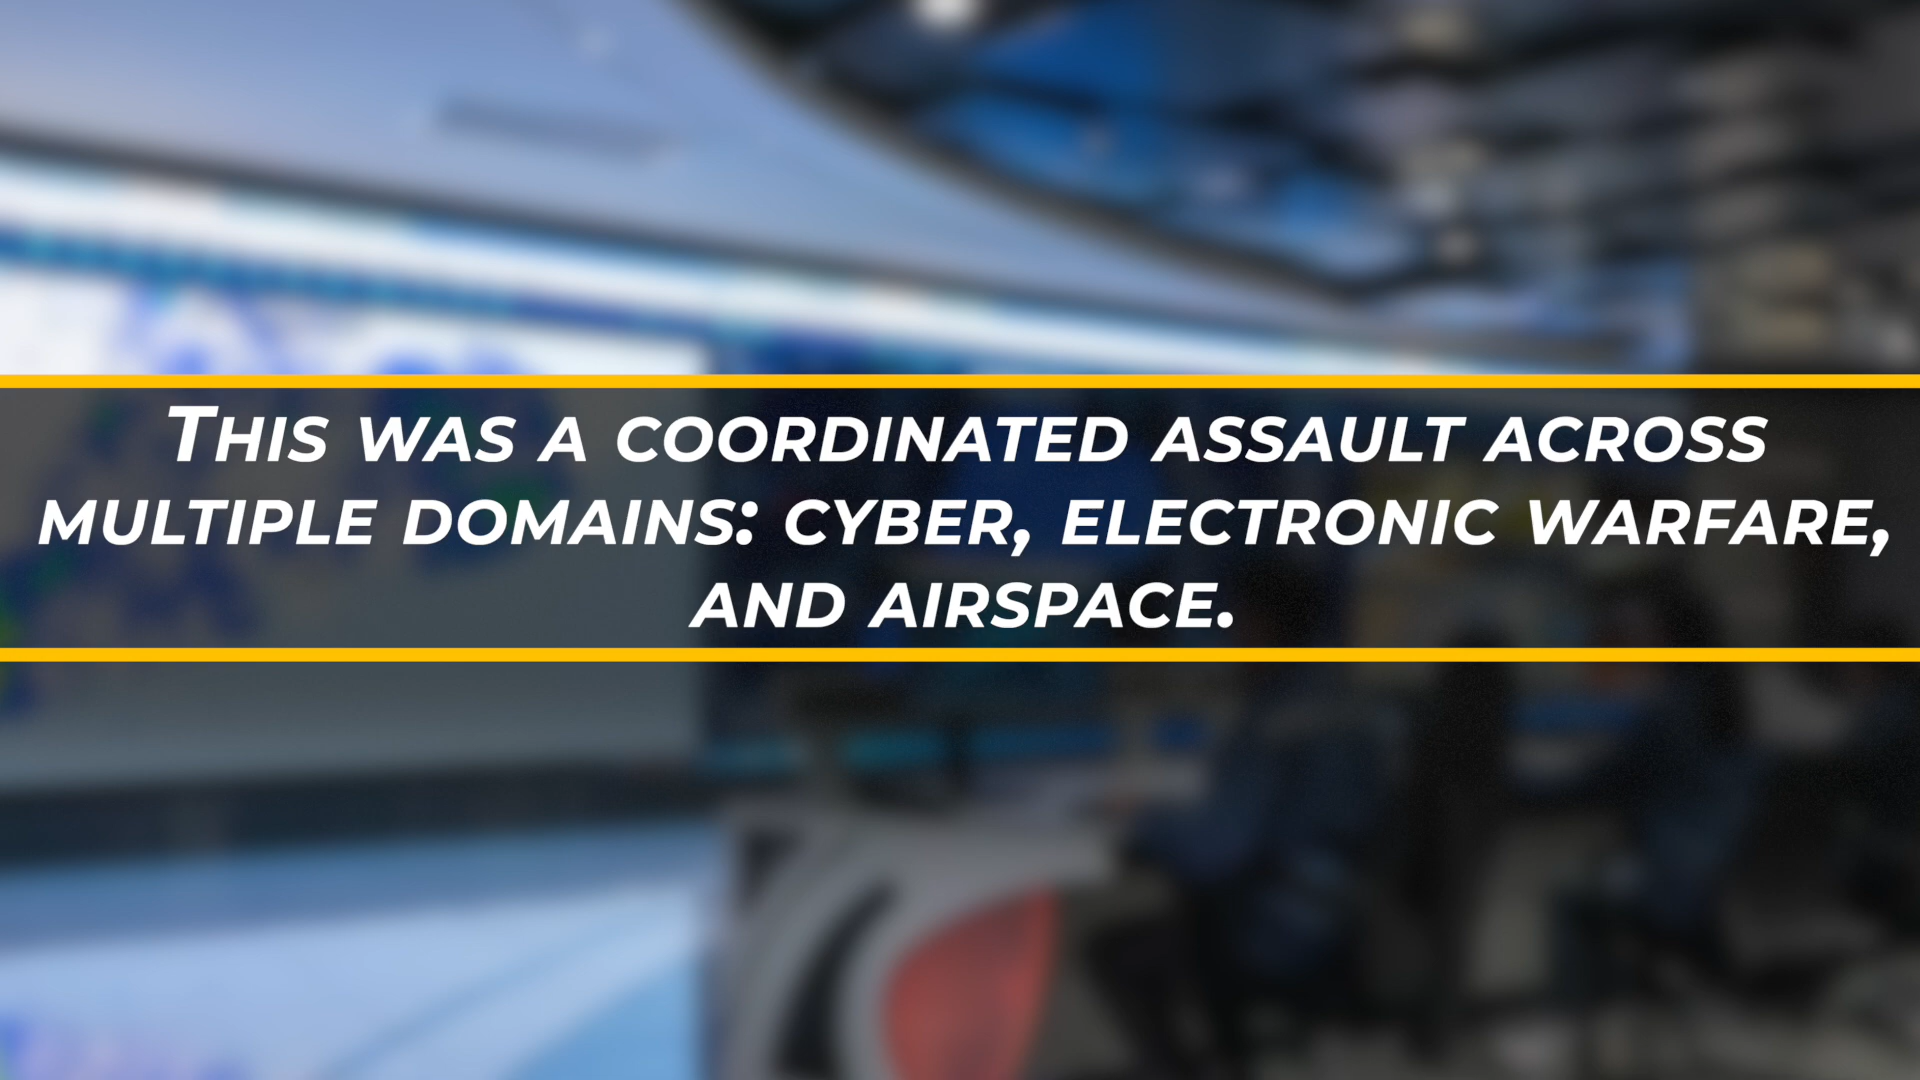 This was a coordinated assault across
multiple domains: cyber, electronic warfare,
and airspace.